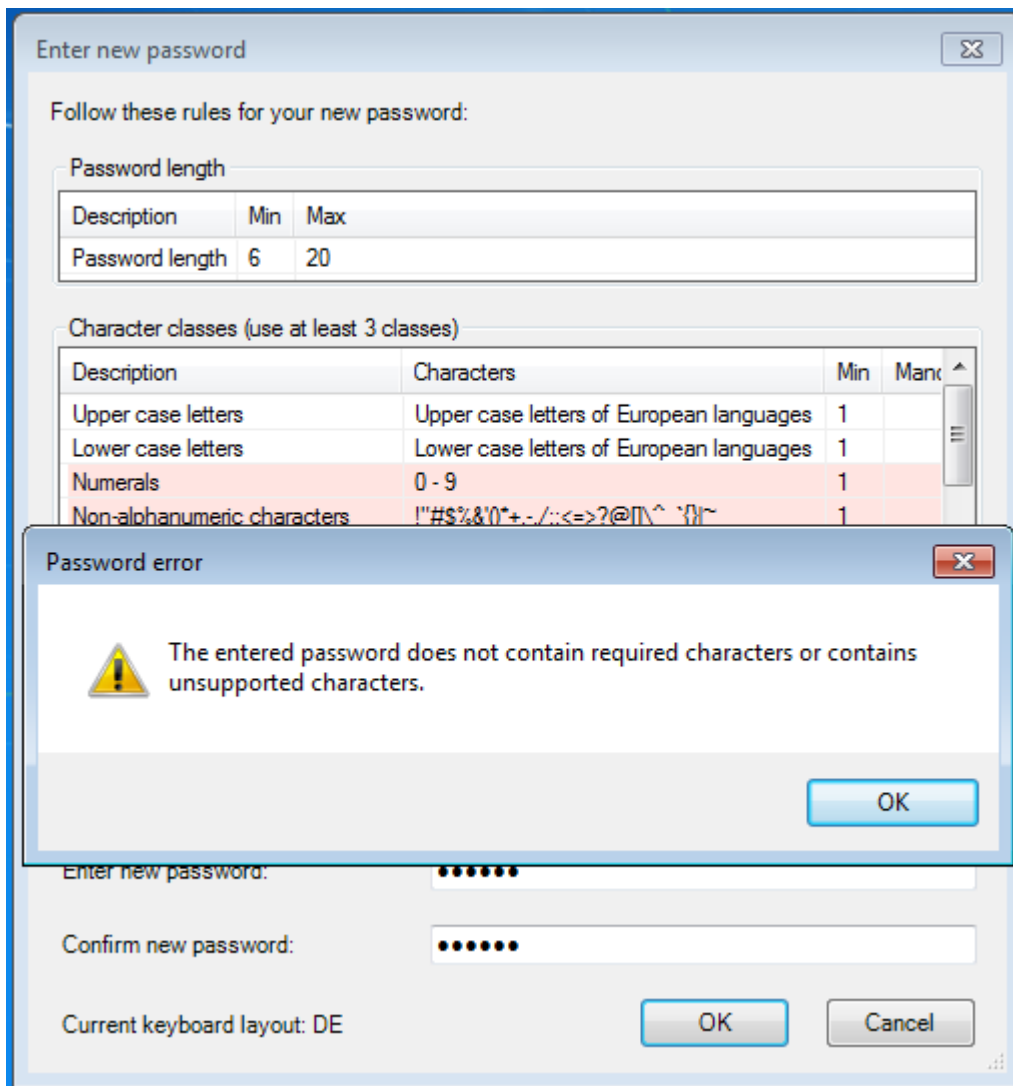 Enter new password
Follow these rules for your new password:
Password length
Description Min Max
Password length 6 20
Character classes (use at least 3 classes)
Description Characters Min Mand
Upper case letters Upper case letters of European languages 1
Lower case letters Lower case letters of European languages 1
Numerals 0 - 9 1
Non-alphanumeric characters !"#$%&'()*+,-./:;<=>?@[]\^_`{}|~ 1
Password error
The entered password does not contain required characters or contains
unsupported characters.
OK
Enter new password: ●●●●●●
Confirm new password: ●●●●●●
Current keyboard layout: DE OK Cancel